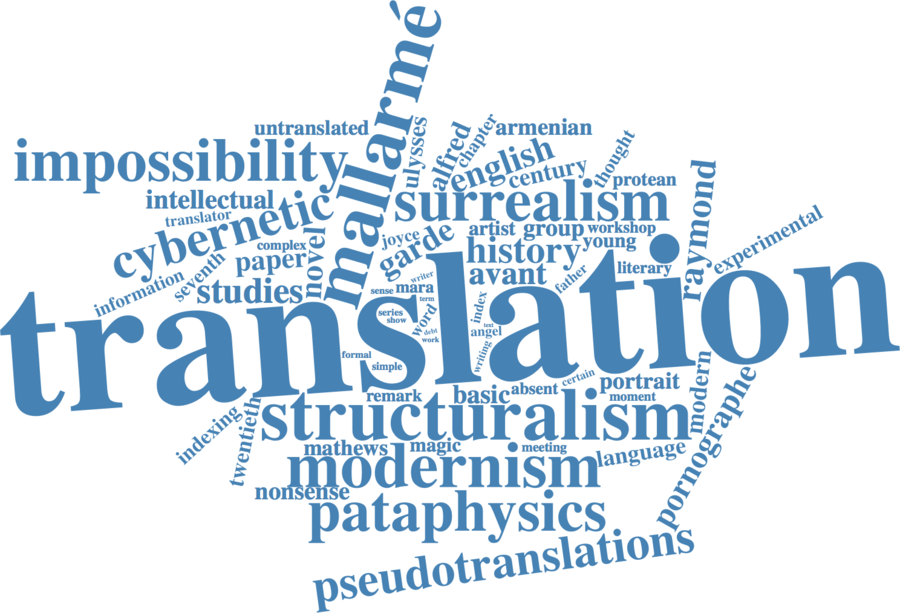 mallarmé
untranslated
ulysses
alfred
chapter
armenian
impossibility
english
century
thought
protean
intellectual
translator
surrealism
raymond
cybernetic
complex
novel
joyce
garde
artist
group
workshop
history
young
experimental
information
seventh
paper
studies
avant
father
literary
writer
sense
mara
term
series
show
word
index
text
angel
debt
work
writing
translation
formal
simple
certain
remark
basic
absent
portrait
moment
modern
pornographe
indexing
twentieth
structuralism
mathews
magic
meeting
language
modernism
nonsense
pataphysics
pseudotranslations